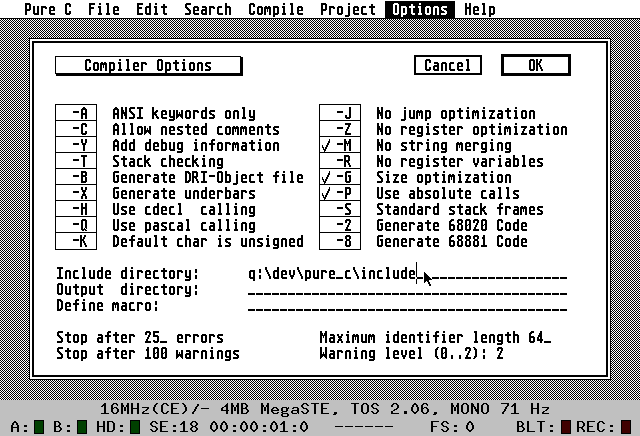 Pure C File Edit Search Compile Project Options Help
Compiler Options Cancel OK
-A ANSI keywords only -J No jump optimization
-C Allow nested comments -Z No register optimization
-Y Add debug information √ -M No string merging
-T Stack checking -R No register variables
-B Generate DRI-Object file √ -G Size optimization
-X Generate underbars √ -P Use absolute calls
-H Use cdecl  calling -S Standard stack frames
-Q Use pascal calling -2 Generate 68020 Code
-K Default char is unsigned -8 Generate 68881 Code
Include directory: q:\dev\pure_c\include
Output  directory:
Define macro:
Stop after 25_ errors Maximum identifier length 64_
Stop after 100 warnings Warning level (0..2): 2
16MHz(CE)/- 4MB MegaSTE, TOS 2.06, MONO 71 Hz
A: B: HD: SE:18 00:00:01:0 ------ FS:0 BLT: REC: